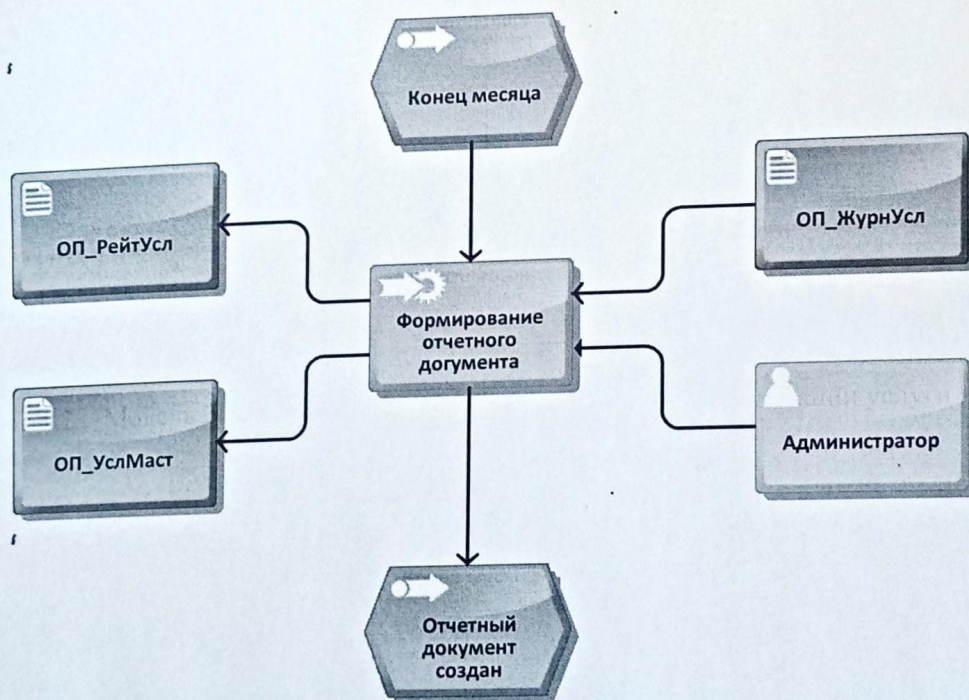 Конец месяца
ОП_РейтУсл
ОП_ЖурнУсл
Формирование
отчетного
догумента
ОП_УслМаст
Администратор
Отчетный
документ
создан